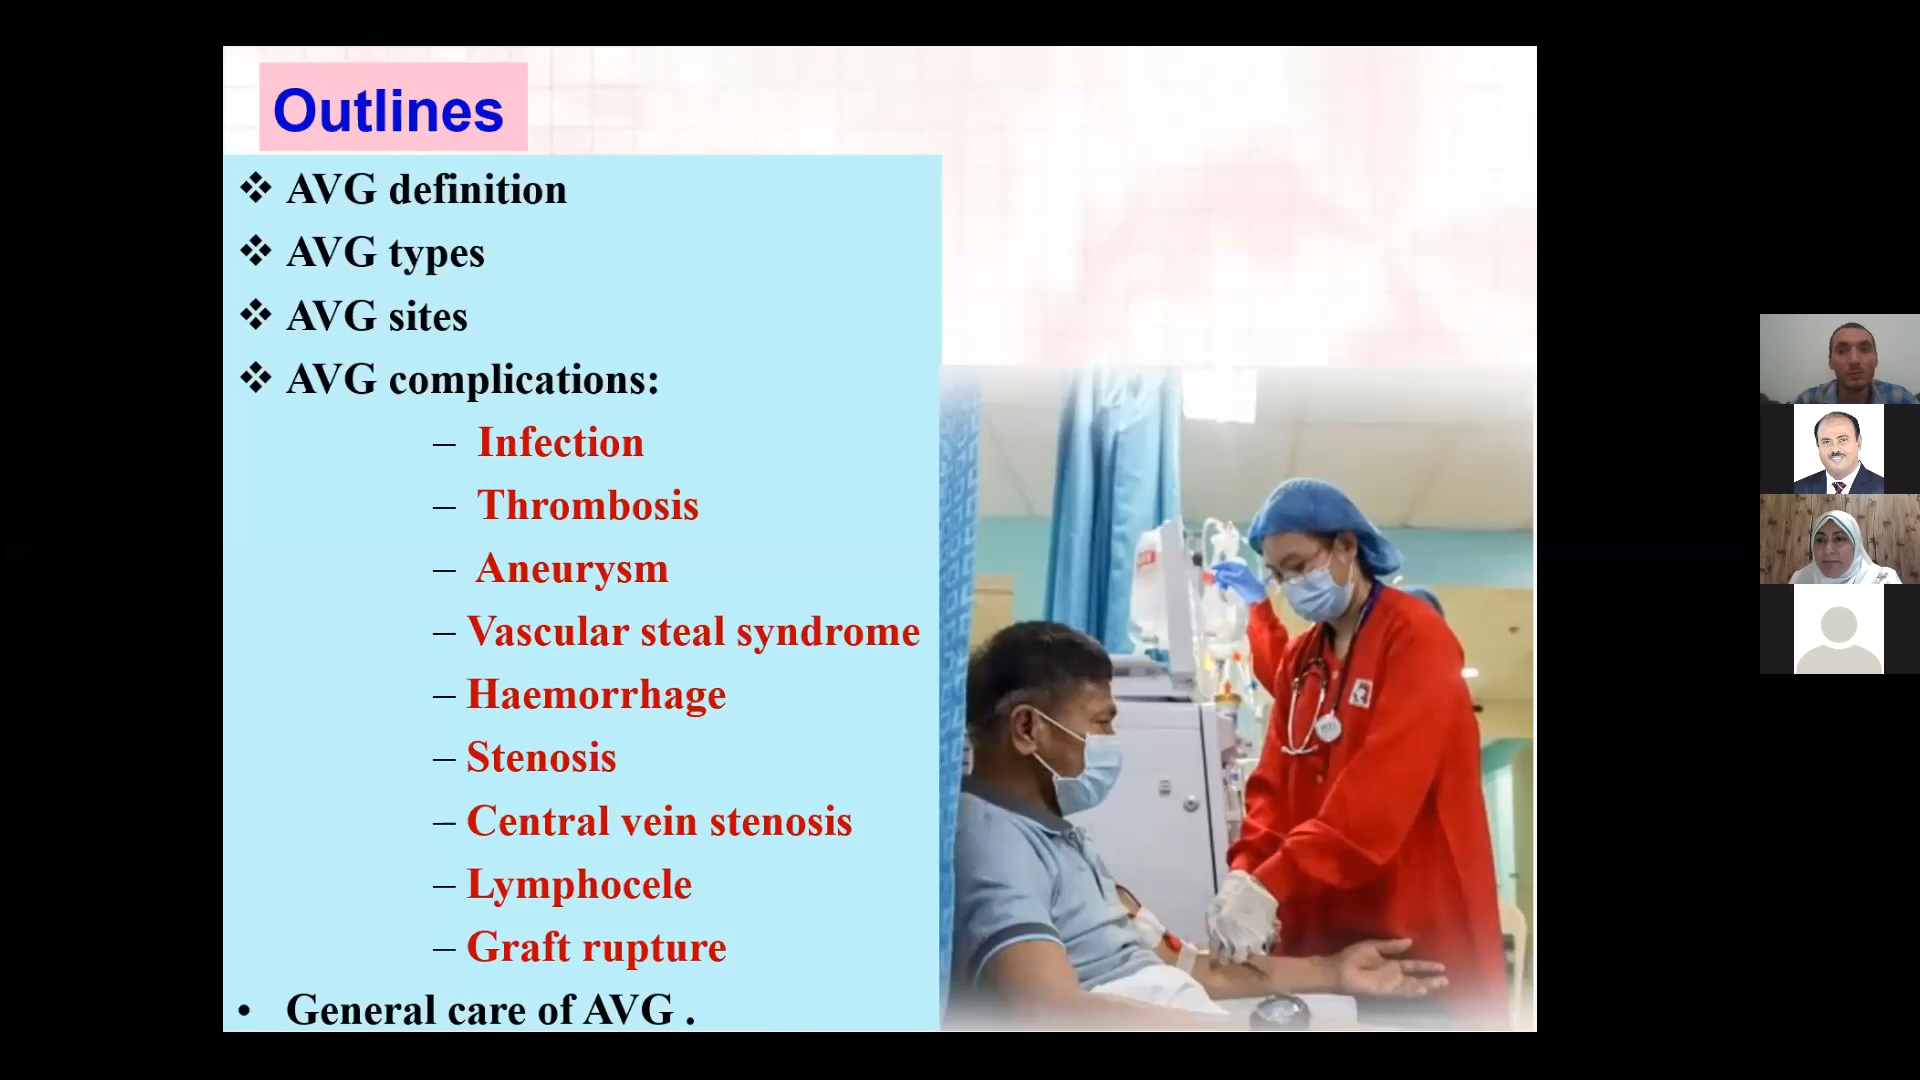 Outlines
❖ AVG definition
❖ AVG types
❖ AVG sites
❖ AVG complications:
– Infection
– Thrombosis
– Aneurysm
– Vascular steal syndrome
– Haemorrhage
– Stenosis
– Central vein stenosis
– Lymphocele
– Graft rupture
• General care of AVG .